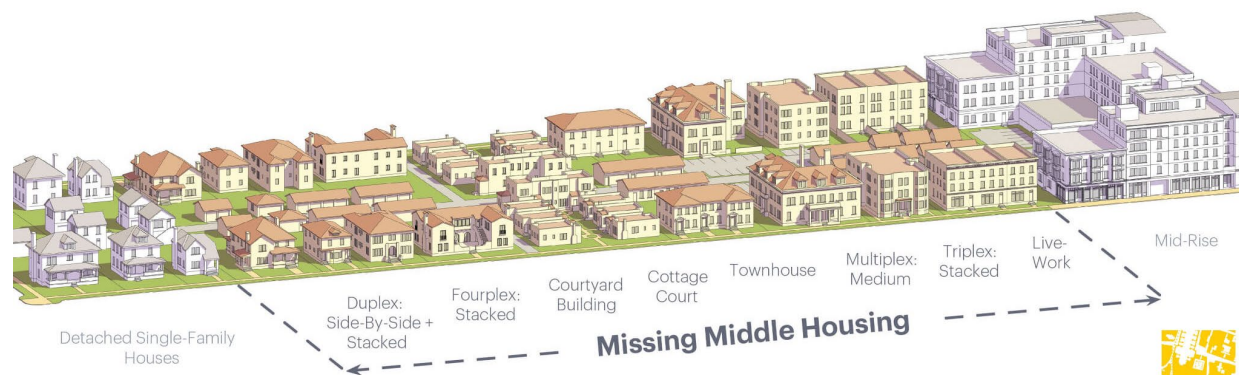 Detached Single-Family
Houses
Duplex:
Side-By-Side +
Stacked
Fourplex:
Stacked
Courtyard
Building
Cottage
Court
Townhouse
Multiplex:
Medium
Triplex:
Stacked
Live-
Work
Mid-Rise
Missing Middle Housing